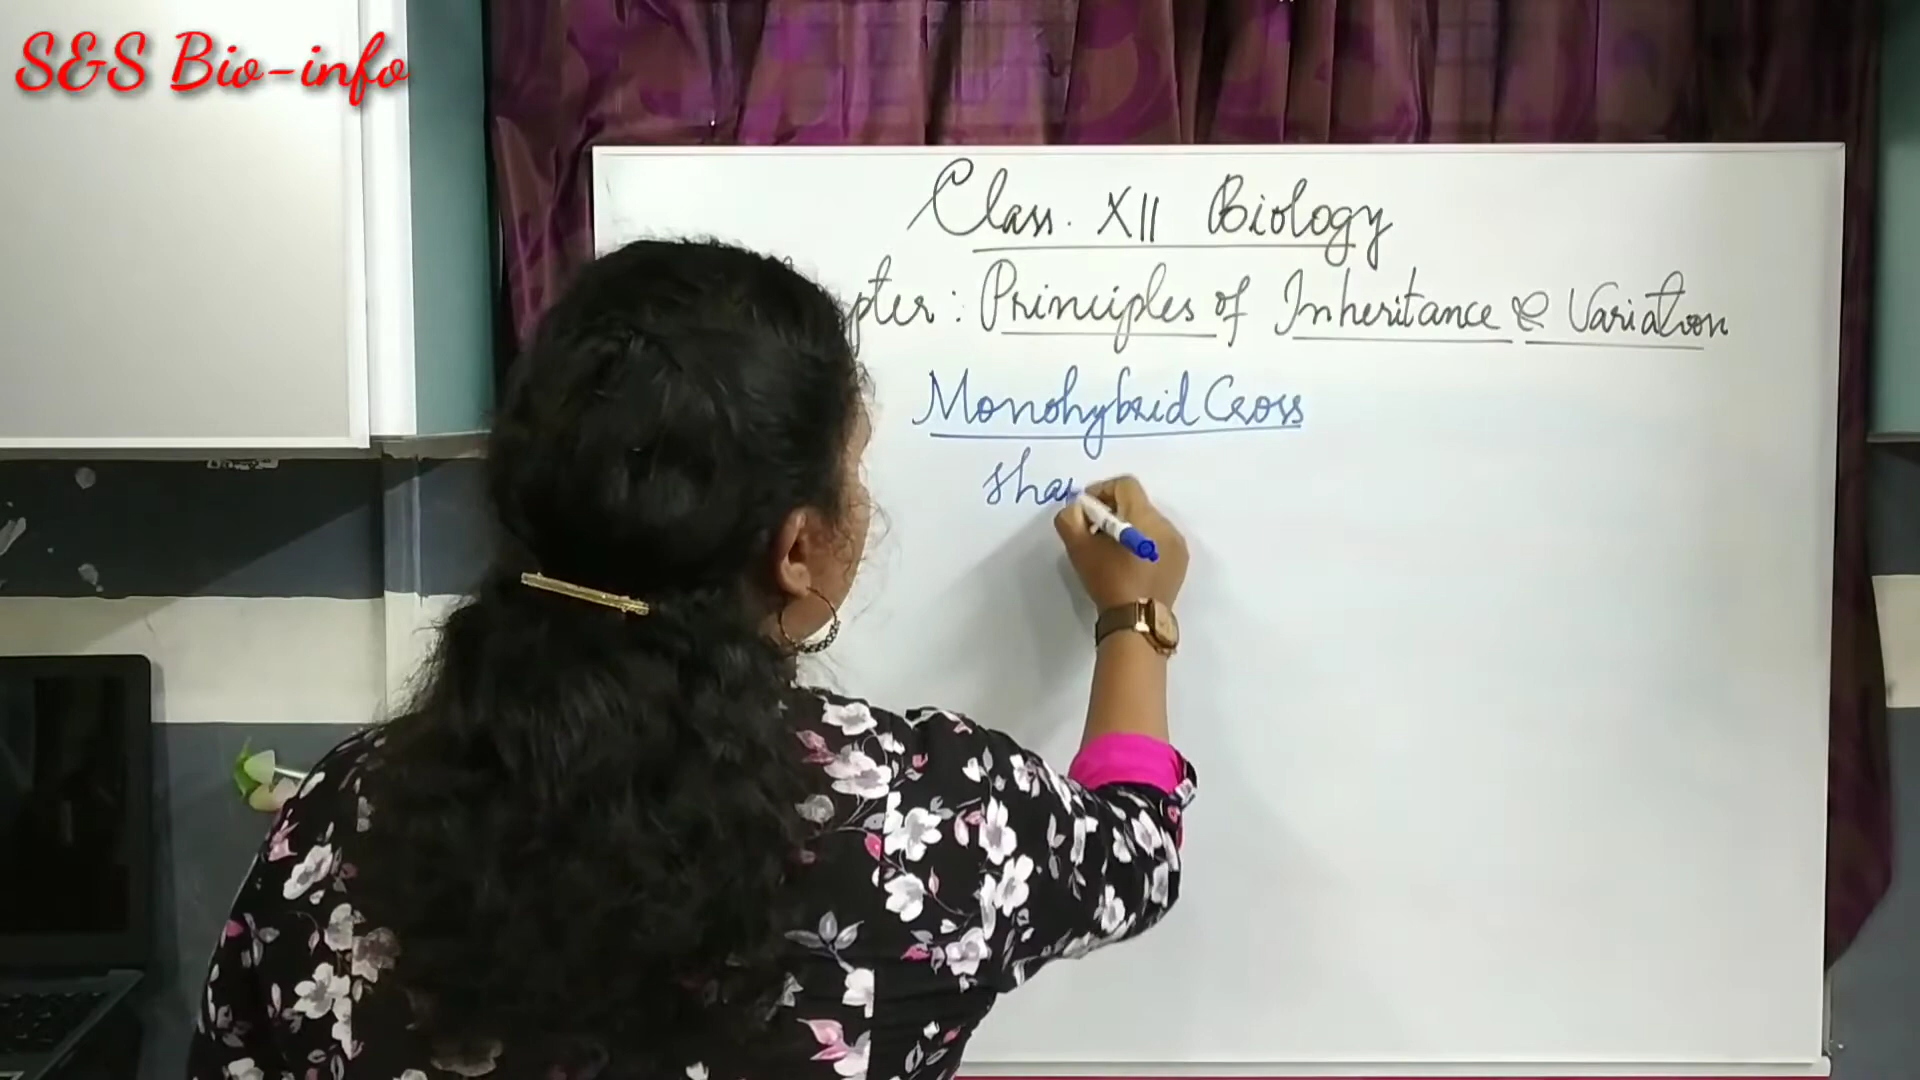 S&S Bio-info
Class. XII Biology
pter : Principles of Inheritance & Variation
Monohybrid Cross
sha